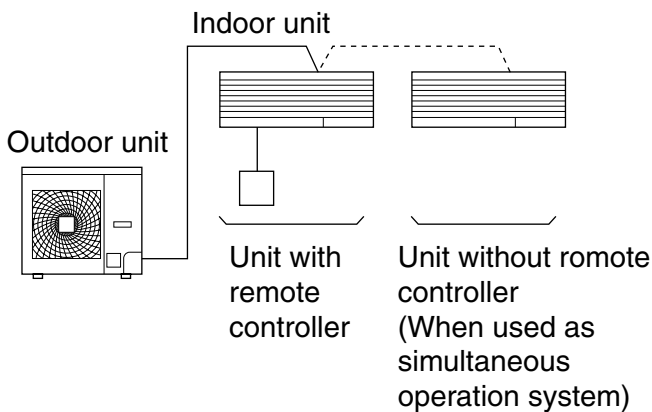 Indoor unit
Outdoor unit
Unit with
remote
controller
Unit without romote
controller
(When used as
simultaneous
operation system)